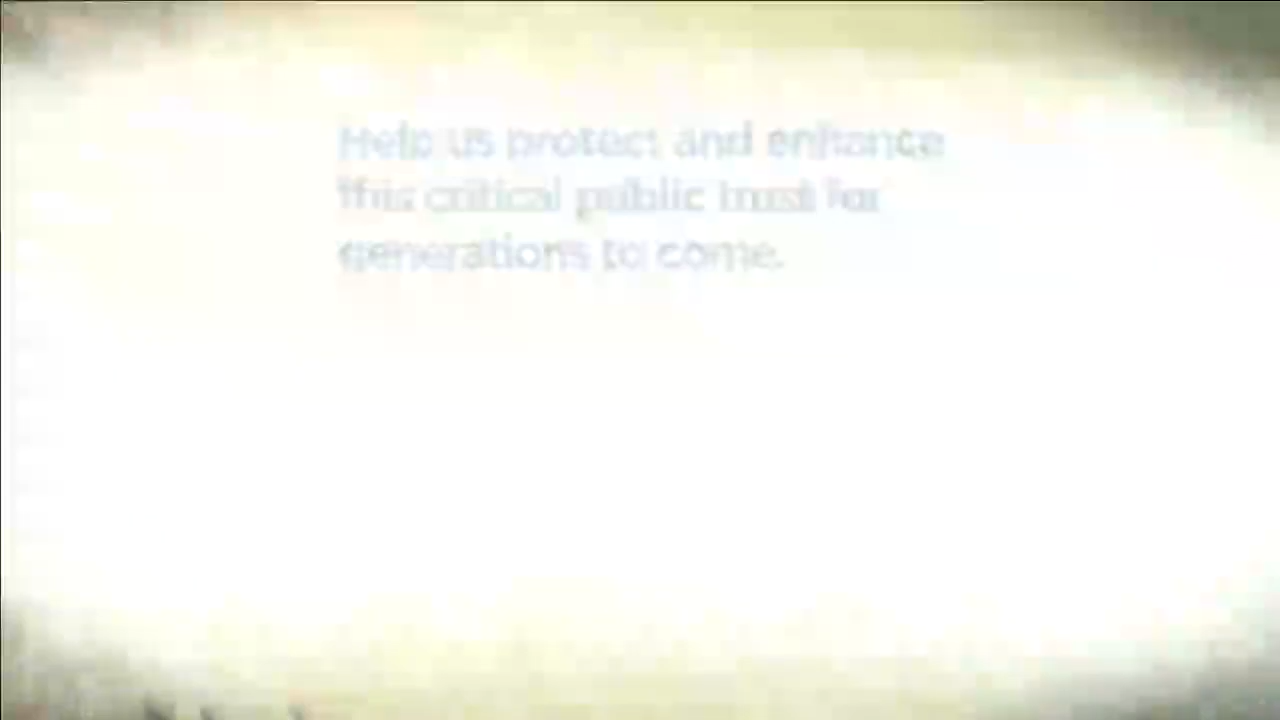 Help us protect and enhance
this critical public trust for
generations to come.